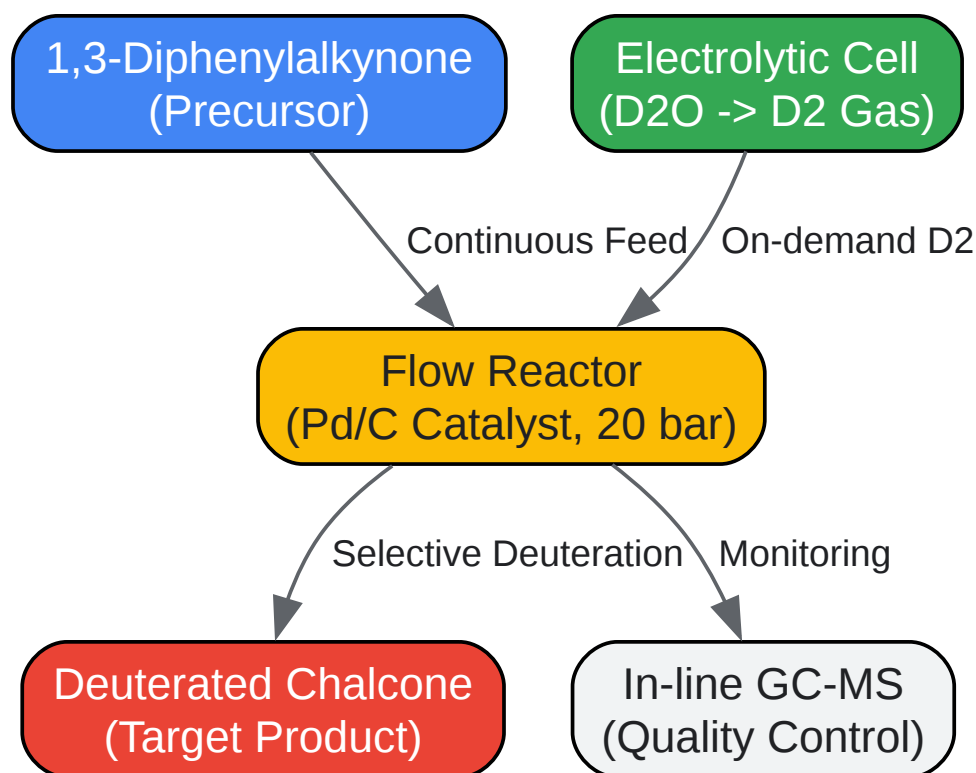 1,3-Diphenylalkynone
(Precursor)
Electrolytic Cell
(D2O -> D2 Gas)
Continuous Feed
On-demand D2
Flow Reactor
(Pd/C Catalyst, 20 bar)
Selective Deuteration
Monitoring
Deuterated Chalcone
(Target Product)
In-line GC-MS
(Quality Control)